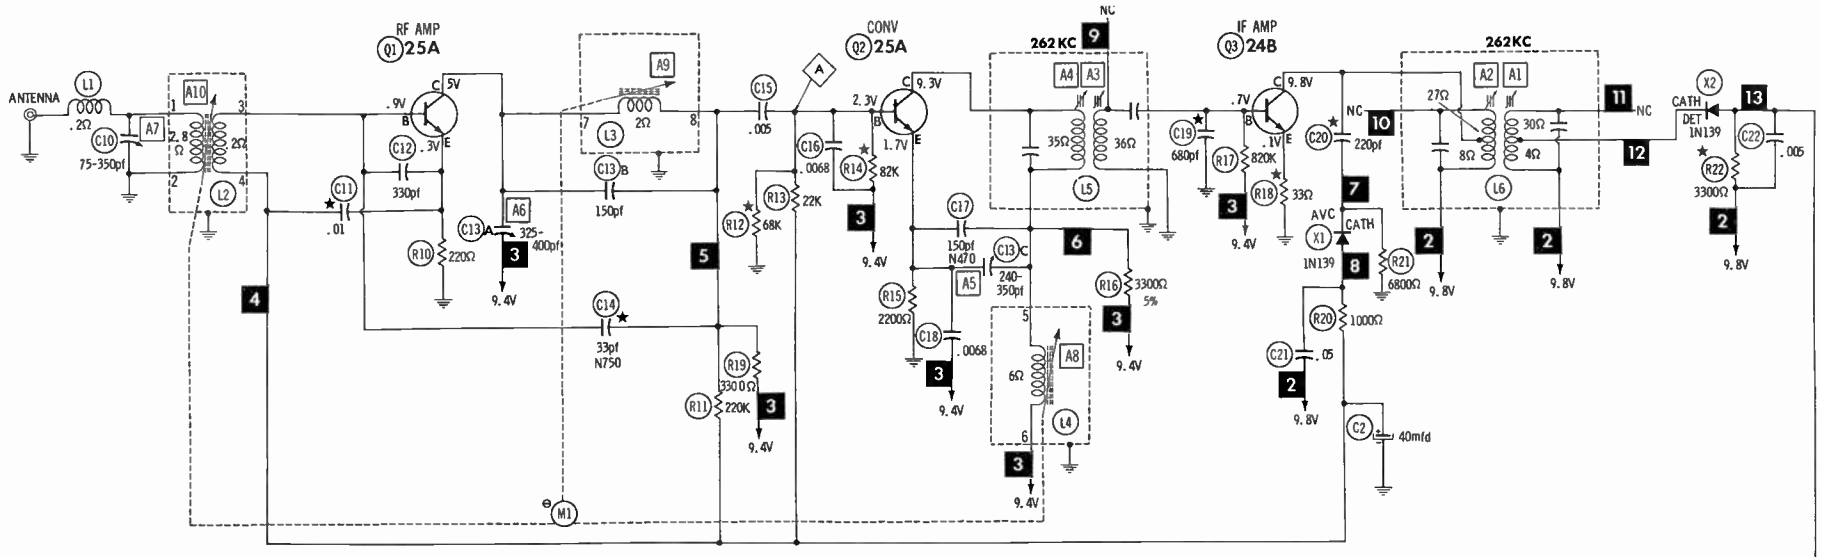 RF AMP
Q1 25A
CONV
Q2 25A
NC
9
262KC
IF AMP
Q3 24B
262KC
ANTENNA
L1
.2Ω
C10
75-350pf
A7
A10
1
3
2.8
Ω
.2Ω
2
4
L2
C11
.01
C12
330pf
.9V
B
C
5V
E
.3V
R10
220Ω
4
A9
7
8
L3
2Ω
C13 B
150pf
A6
C13 A
325-
400pf
3
9.4V
C14
33pf
N750
5
R19
3300Ω
3
9.4V
R11
220K
M1
C15
.005
A
R12
68K
R13
22K
C16
.0068
R14
82K
3
9.4V
2.3V
B
C
9.3V
E
1.7V
C17
150pf
N470
C13 C
240-
350pf
A5
R15
2200Ω
C18
.0068
3
9.4V
A4
A3
35Ω
36Ω
L5
6
R16
3300Ω
5%
3
9.4V
5
6Ω
A8
6
L4
3
9.4V
C19
680pf
R17
820K
3
9.4V
.7V
B
C
9.8V
E
.1V
R18
33Ω
C20
220pf
7
AVC
CATH
X1
1N139
8
R21
6800Ω
R20
1000Ω
C21
.05
2
9.8V
C2
+
40mfd
NC
10
A2
A1
27Ω
8Ω
30Ω
4Ω
L6
2
9.8V
2
9.8V
11
NC
12
X2
CATH
DET
1N139
13
R22
3300Ω
C22
.005
2
9.8V